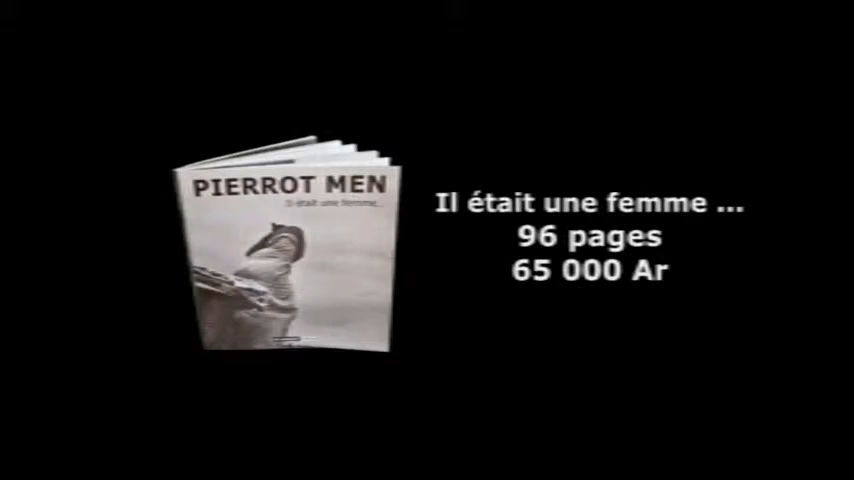 PIERROT MEN
Il était une femme...
Il était une femme ...
96 pages
65 000 Ar